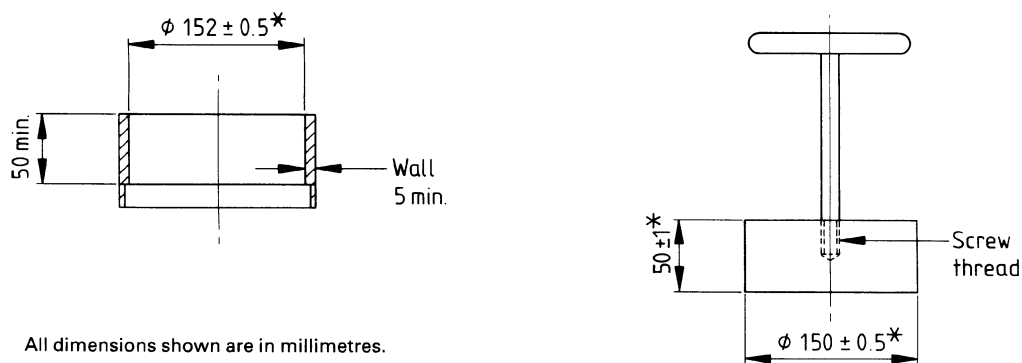 ϕ 152 ± 0.5*
50 min.
Wall
5 min.
50 ±1*
Screw
thread
All dimensions shown are in millimetres.
ϕ 150 ± 0.5*